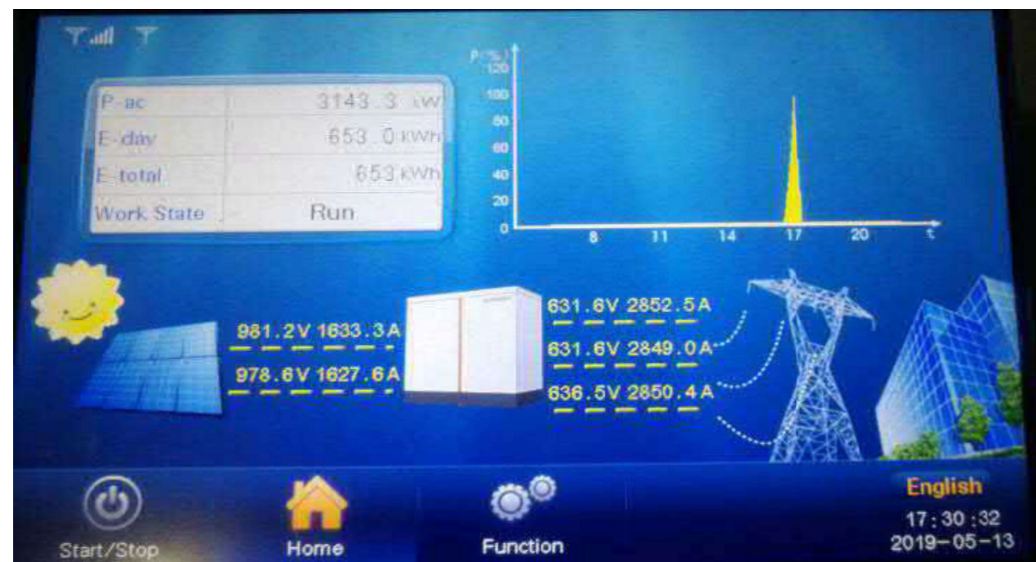 P-ac 3143.3 kW
E-day 653.0 KWh
E-total 653 KWh
Work State Run
P(%)
120
100
80
60
40
20
0
8 11 14 17 20 t
981.2V 1633.3A
978.6V 1627.6A
631.6V 2852.5A
631.6V 2849.0A
636.5V 2850.4A
Start/Stop
Home
Function
English
17:30:32
2019-05-13